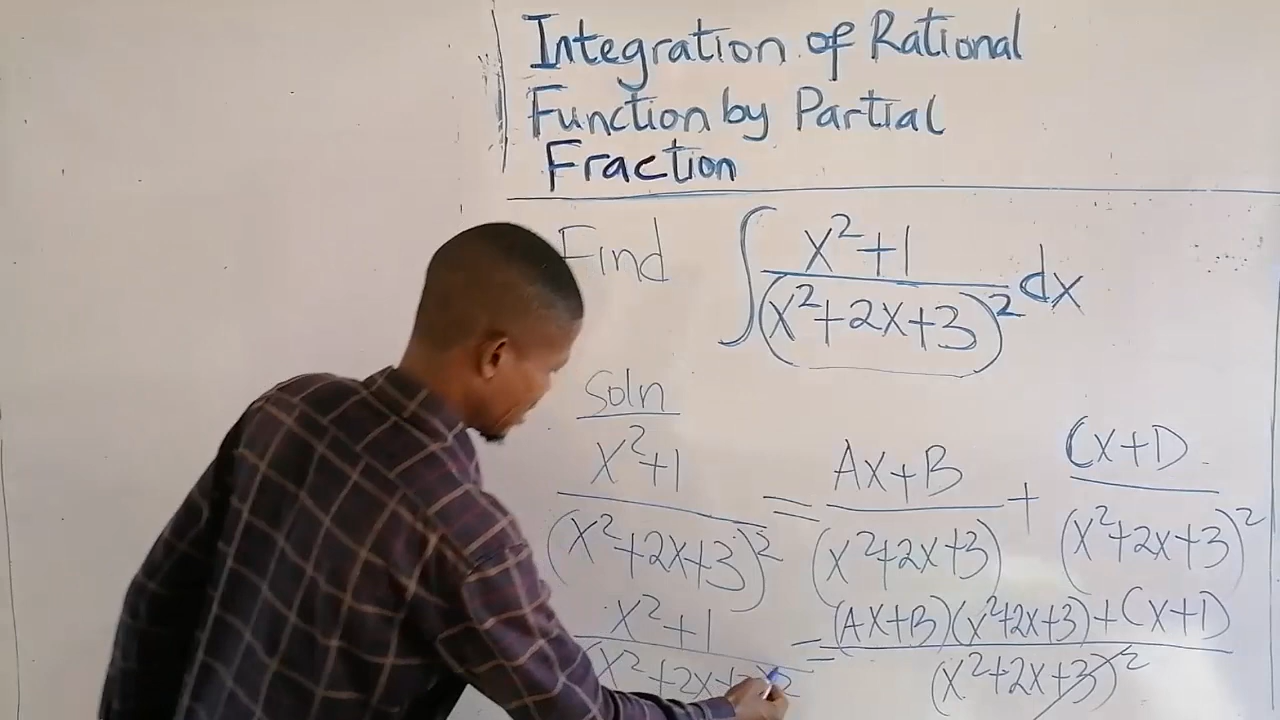 Integration of Rational
Function by Partial
Fraction
Find ∫ x²+1 / (x²+2x+3)² dx
Soln
x²+1 / (x²+2x+3)² = Ax+B / (x²+2x+3) + Cx+D / (x²+2x+3)²
x²+1 / (x²+2x+3)² = (Ax+B)(x²+2x+3)+Cx+D / (x²+2x+3)²